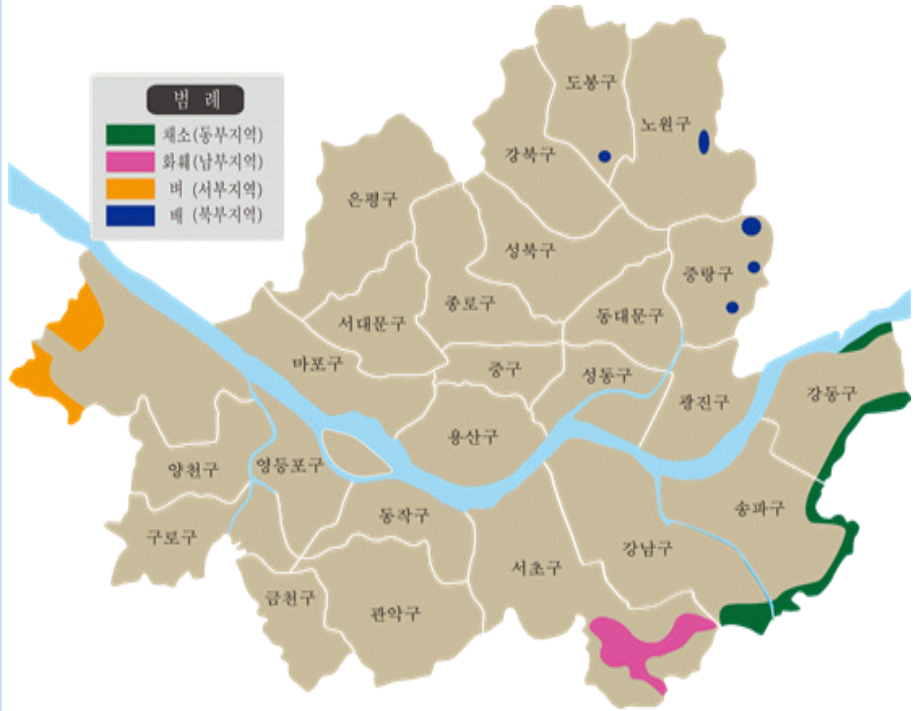 범 례
채소(동부지역)
화훼(남부지역)
벼 (서부지역)
배 (북부지역)
도봉구
노원구
강북구
은평구
성북구
중랑구
종로구
서대문구
동대문구
마포구
중구
성동구
광진구
강동구
용산구
양천구
영등포구
동작구
송파구
구로구
강남구
서초구
금천구
관악구